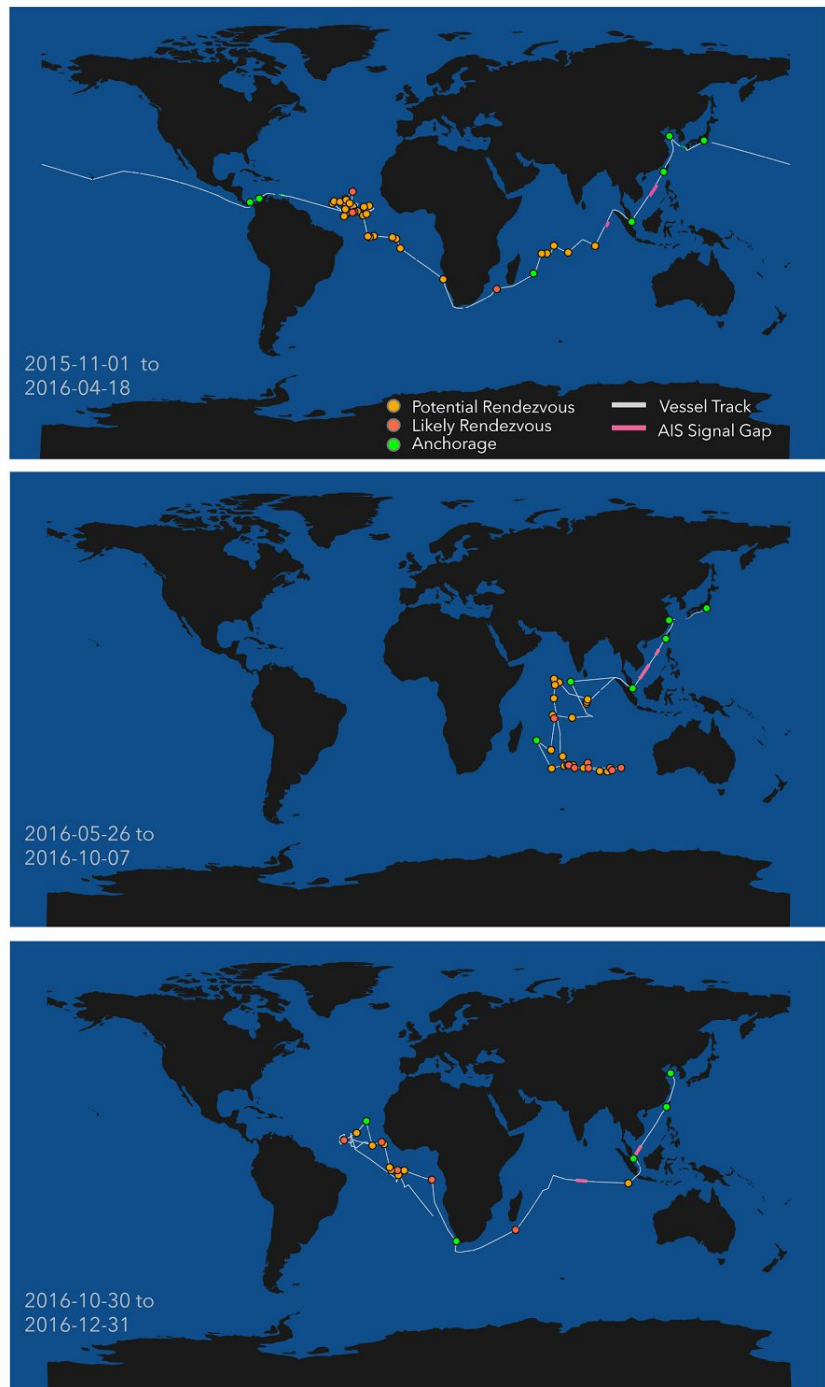 2015-11-01 to
2016-04-18
Potential Rendezvous
Likely Rendezvous
Anchorage
Vessel Track
AIS Signal Gap
2016-05-26 to
2016-10-07
2016-10-30 to
2016-12-31